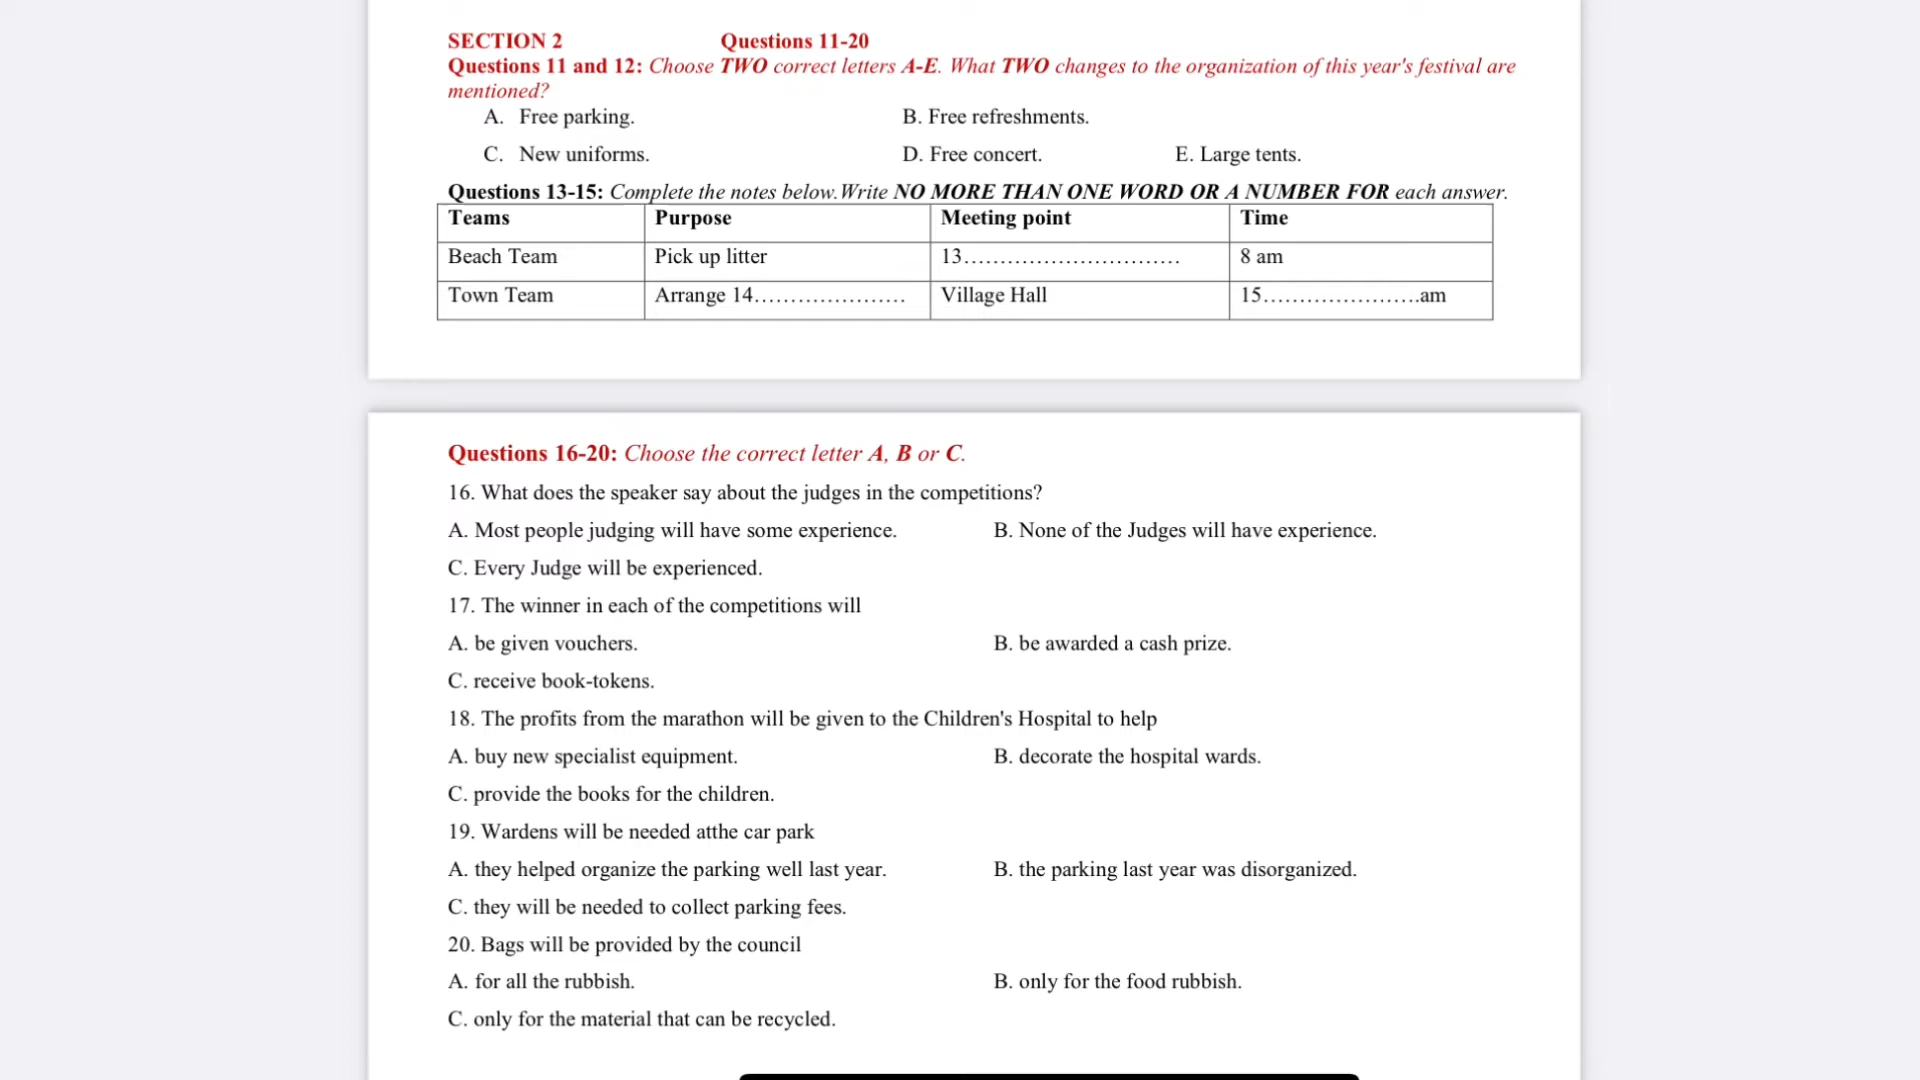 SECTION 2 Questions 11-20
Questions 11 and 12: Choose TWO correct letters A-E. What TWO changes to the organization of this year's festival are
mentioned?
A. Free parking. B. Free refreshments.
C. New uniforms. D. Free concert. E. Large tents.
Questions 13-15: Complete the notes below.Write NO MORE THAN ONE WORD OR A NUMBER FOR each answer.
Teams Purpose Meeting point Time
Beach Team Pick up litter 13………………………… 8 am
Town Team Arrange 14………………… Village Hall 15………………….am
Questions 16-20: Choose the correct letter A, B or C.
16. What does the speaker say about the judges in the competitions?
A. Most people judging will have some experience. B. None of the Judges will have experience.
C. Every Judge will be experienced.
17. The winner in each of the competitions will
A. be given vouchers. B. be awarded a cash prize.
C. receive book-tokens.
18. The profits from the marathon will be given to the Children's Hospital to help
A. buy new specialist equipment. B. decorate the hospital wards.
C. provide the books for the children.
19. Wardens will be needed atthe car park
A. they helped organize the parking well last year. B. the parking last year was disorganized.
C. they will be needed to collect parking fees.
20. Bags will be provided by the council
A. for all the rubbish. B. only for the food rubbish.
C. only for the material that can be recycled.